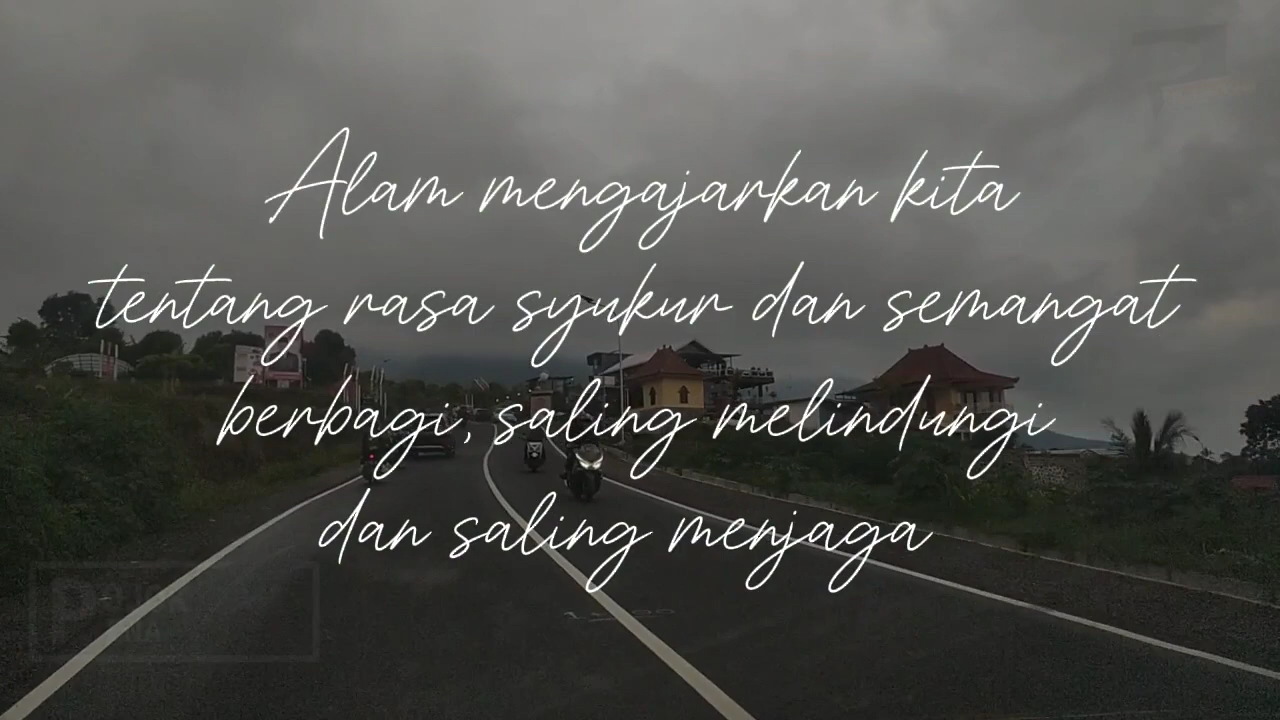 Alam mengajarkan kita
tentang rasa syukur dan semangat
berbagi, saling melindungi
dan saling menjaga